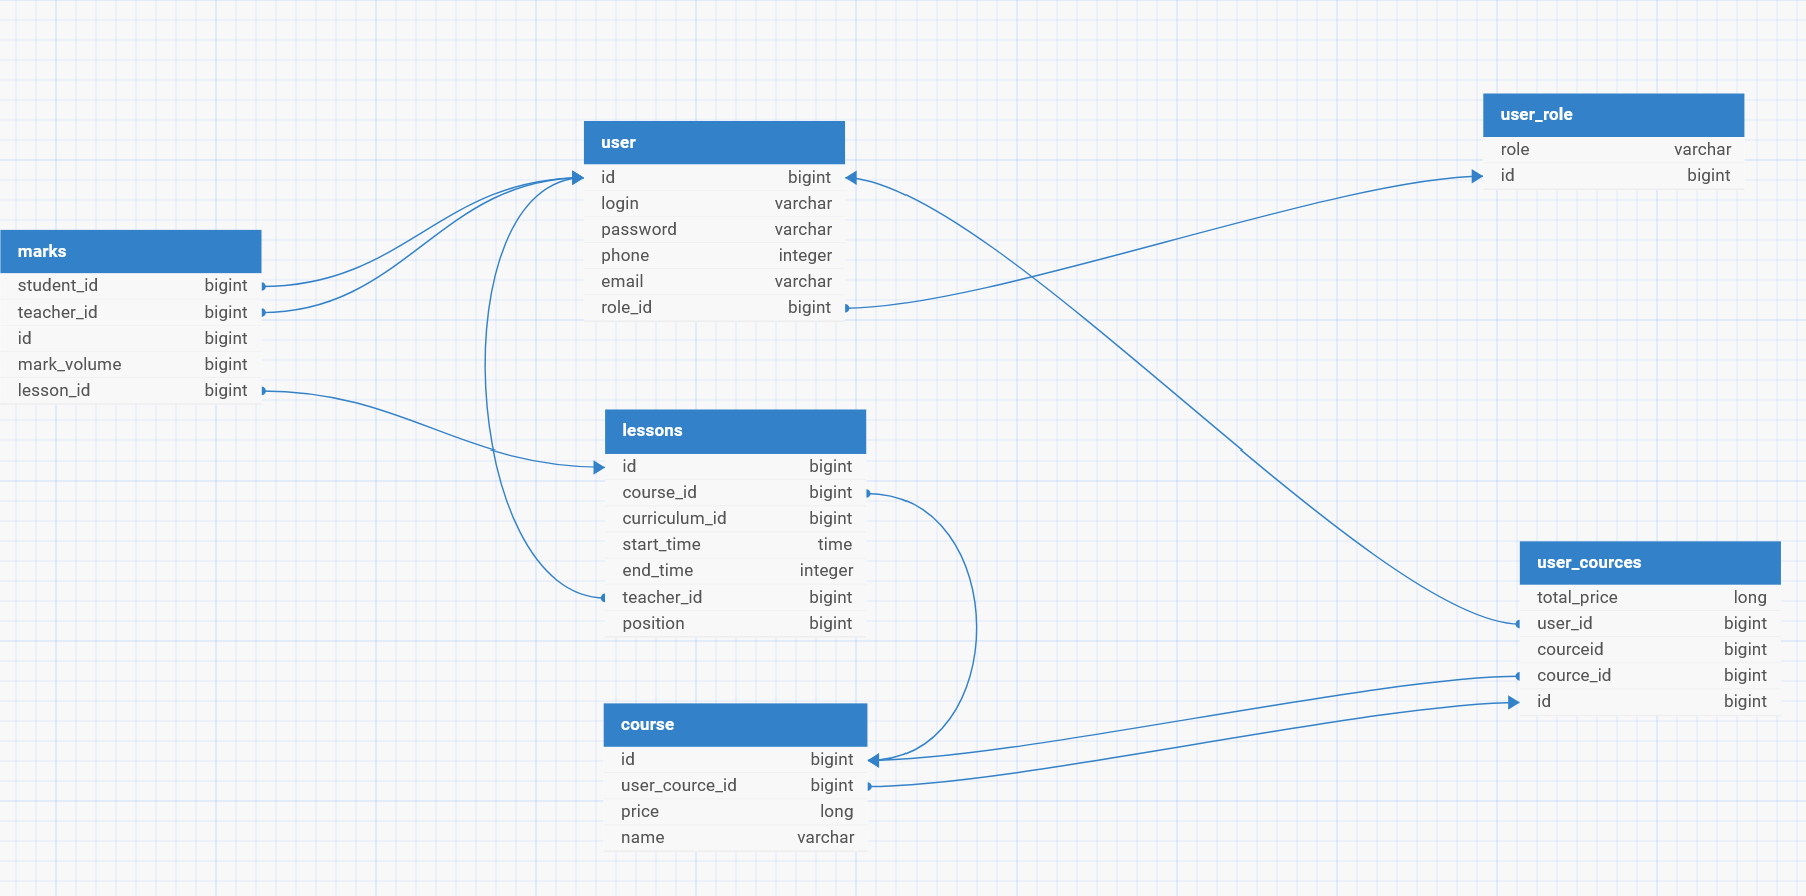 user_role
role varchar
id bigint
user
id bigint
login varchar
password varchar
phone integer
email varchar
role_id bigint
marks
student_id bigint
teacher_id bigint
id bigint
mark_volume bigint
lesson_id bigint
lessons
id bigint
course_id bigint
curriculum_id bigint
start_time time
end_time integer
teacher_id bigint
position bigint
user_cources
total_price long
user_id bigint
courceid bigint
cource_id bigint
id bigint
course
id bigint
user_cource_id bigint
price long
name varchar